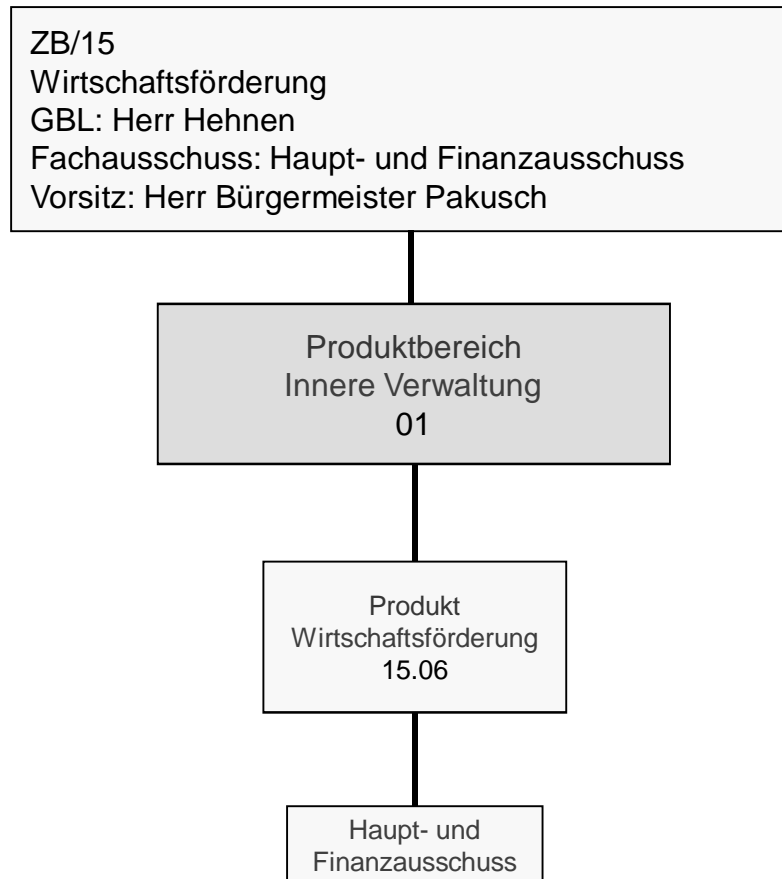 ZB/15
Wirtschaftsförderung
GBL: Herr Hehnen
Fachausschuss: Haupt- und Finanzausschuss
Vorsitz: Herr Bürgermeister Pakusch
Produktbereich
Innere Verwaltung
01
Produkt
Wirtschaftsförderung
15.06
Haupt- und
Finanzausschuss